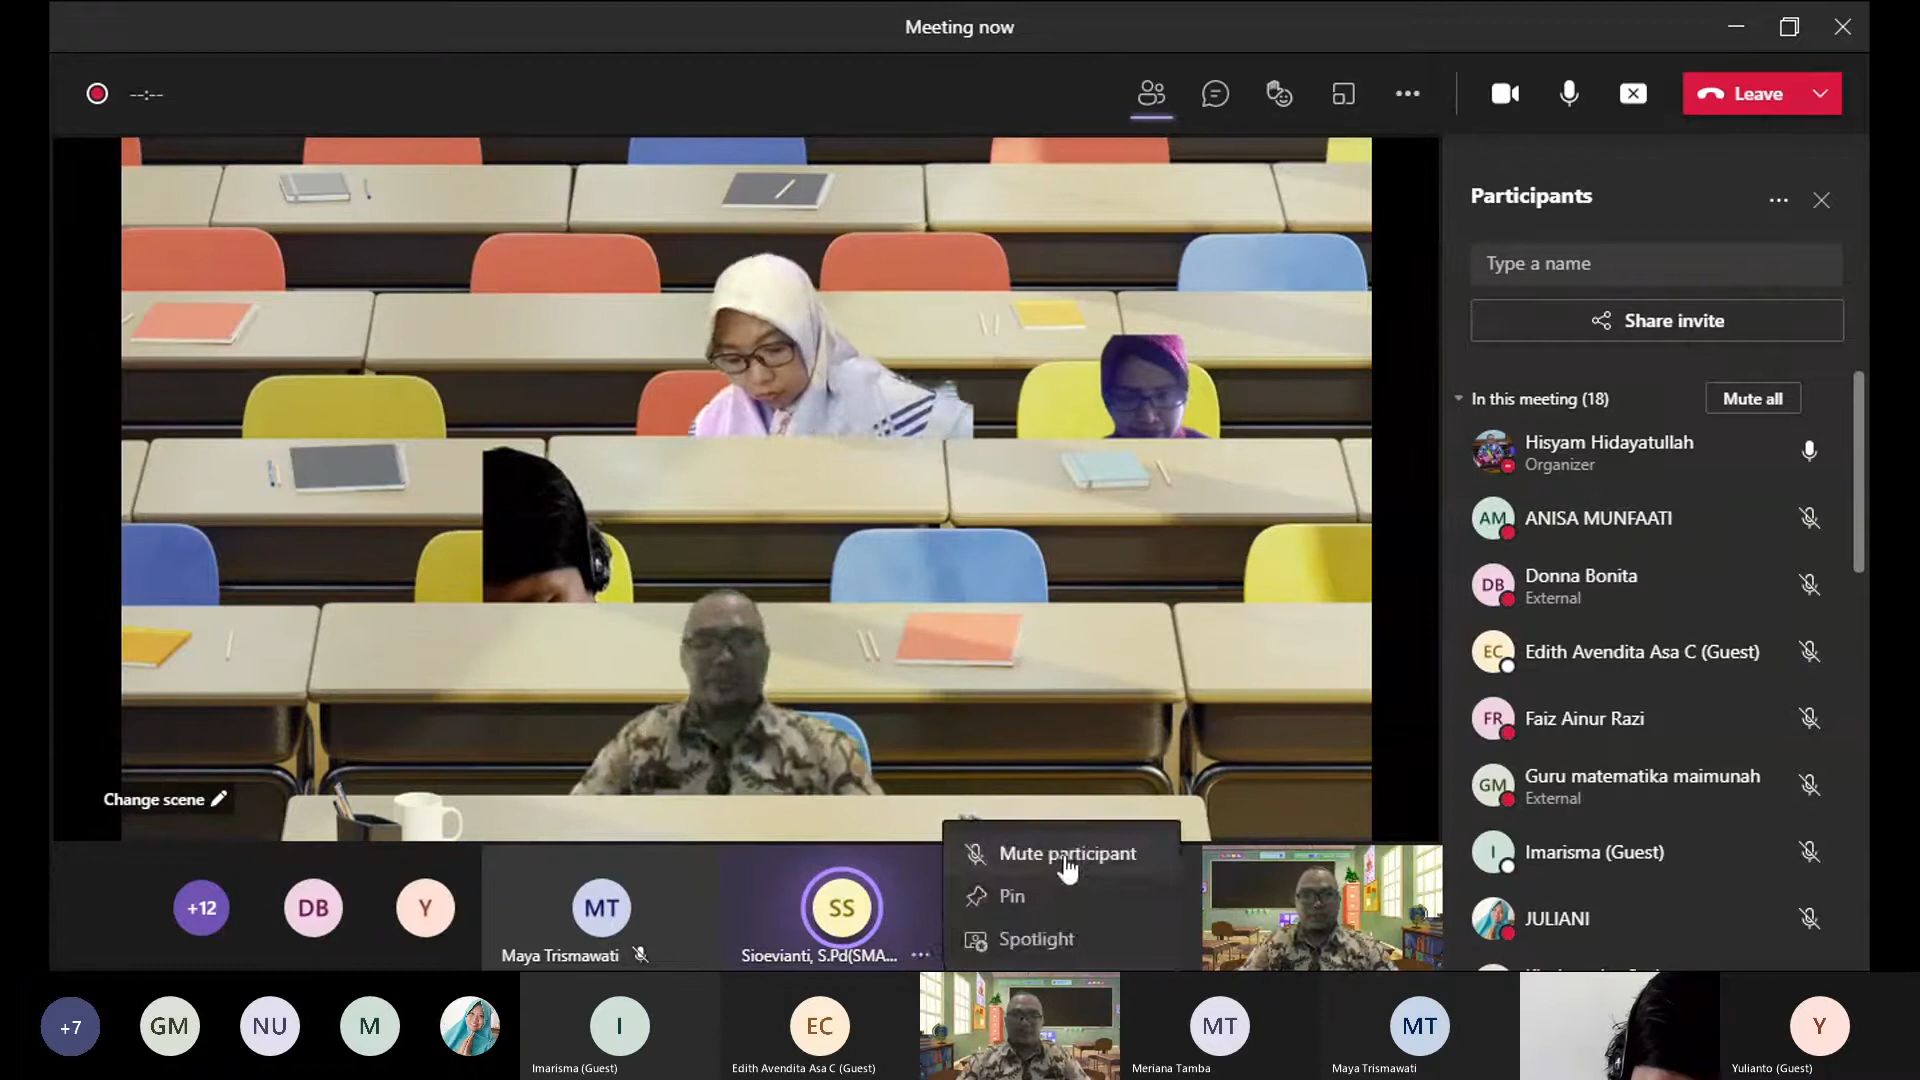 Meeting now
--:--
Leave
Participants
Type a name
Share invite
In this meeting (18)
Mute all
Hisyam Hidayatullah
Organizer
AM
ANISA MUNFAATI
DB
Donna Bonita
External
EC
Edith Avendita Asa C (Guest)
FR
Faiz Ainur Razi
GM
Guru matematika maimunah
External
I
Imarisma (Guest)
JULIANI
Change scene
Mute participant
Pin
Spotlight
+12
DB
Y
MT
SS
Maya Trismawati
Sioevianti, S.Pd(SMA...
+7
GM
NU
M
I
EC
MT
MT
Y
Imarisma (Guest)
Edith Avendita Asa C (Guest)
Meriana Tamba
Maya Trismawati
Yulianto (Guest)